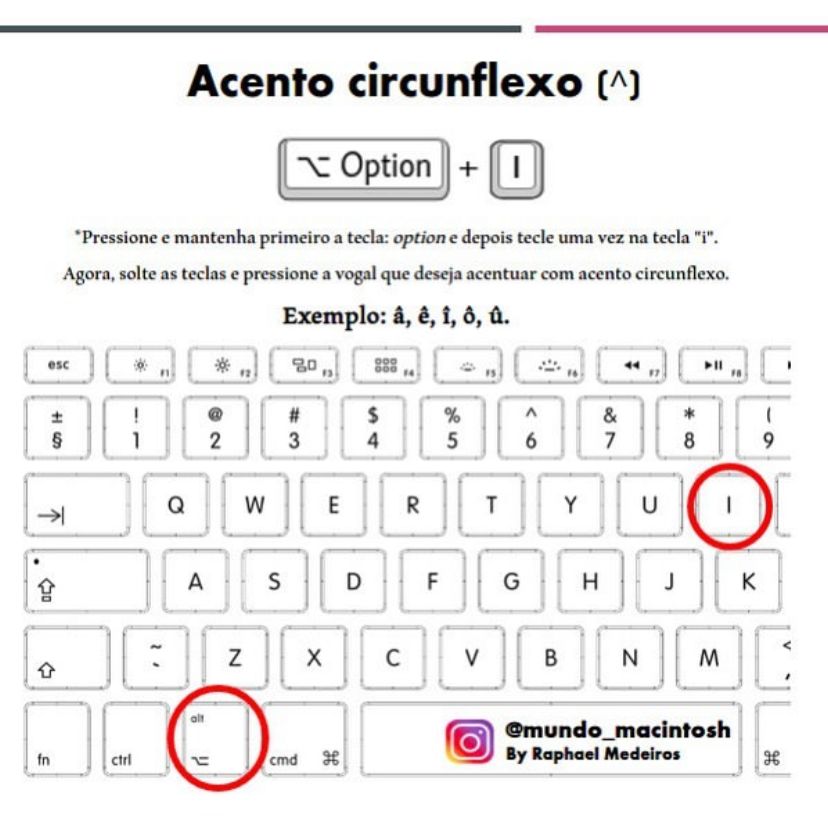 Acento circunflexo (^)
⌥ Option + I
*Pressione e mantenha primeiro a tecla: option e depois tecle uma vez na tecla "i".
Agora, solte as teclas e pressione a vogal que deseja acentuar com acento circunflexo.
Exemplo: â, ê, î, ô, û.
esc F1 F2 F3 F4 F5 F6 F7 F8
± ! @ # $ % ^ & * (
§ 1 2 3 4 5 6 7 8 9
→| Q W E R T Y U I
A S D F G H J K
~ <
` Z X C V B N M ,
alt
fn ctrl ⌥ cmd ⌘ ⌘
@mundo_macintosh
By Raphael Medeiros